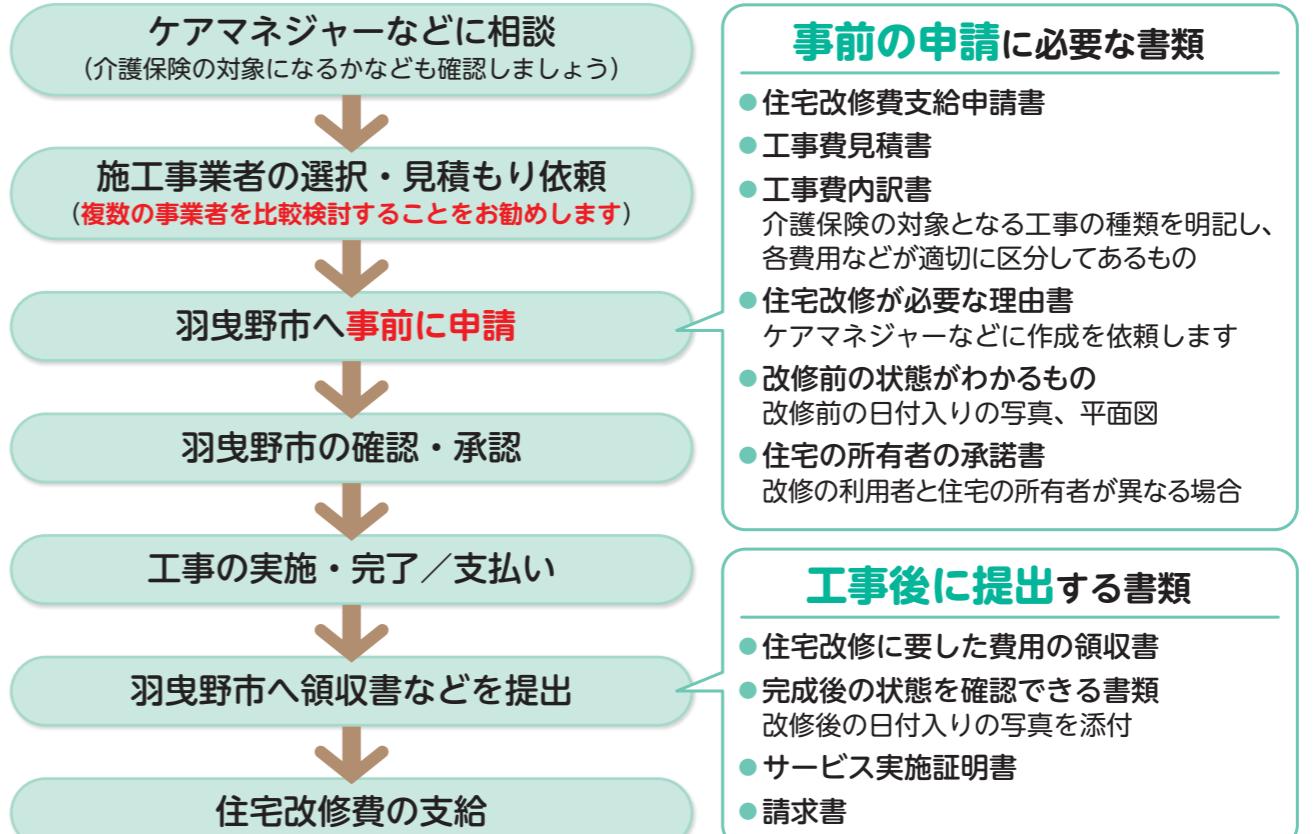 ケアマネジャーなどに相談
（介護保険の対象になるかなども確認しましょう）
施工事業者の選択・見積もり依頼
（複数の事業者を比較検討することをお勧めします）
羽曳野市へ事前に申請
羽曳野市の確認・承認
工事の実施・完了／支払い
羽曳野市へ領収書などを提出
住宅改修費の支給
事前の申請に必要な書類
●住宅改修費支給申請書
●工事費見積書
●工事費内訳書
介護保険の対象となる工事の種類を明記し、
各費用などが適切に区分してあるもの
●住宅改修が必要な理由書
ケアマネジャーなどに作成を依頼します
●改修前の状態がわかるもの
改修前の日付入りの写真、平面図
●住宅の所有者の承諾書
改修の利用者と住宅の所有者が異なる場合
工事後に提出する書類
●住宅改修に要した費用の領収書
●完成後の状態を確認できる書類
改修後の日付入りの写真を添付
●サービス実施証明書
●請求書